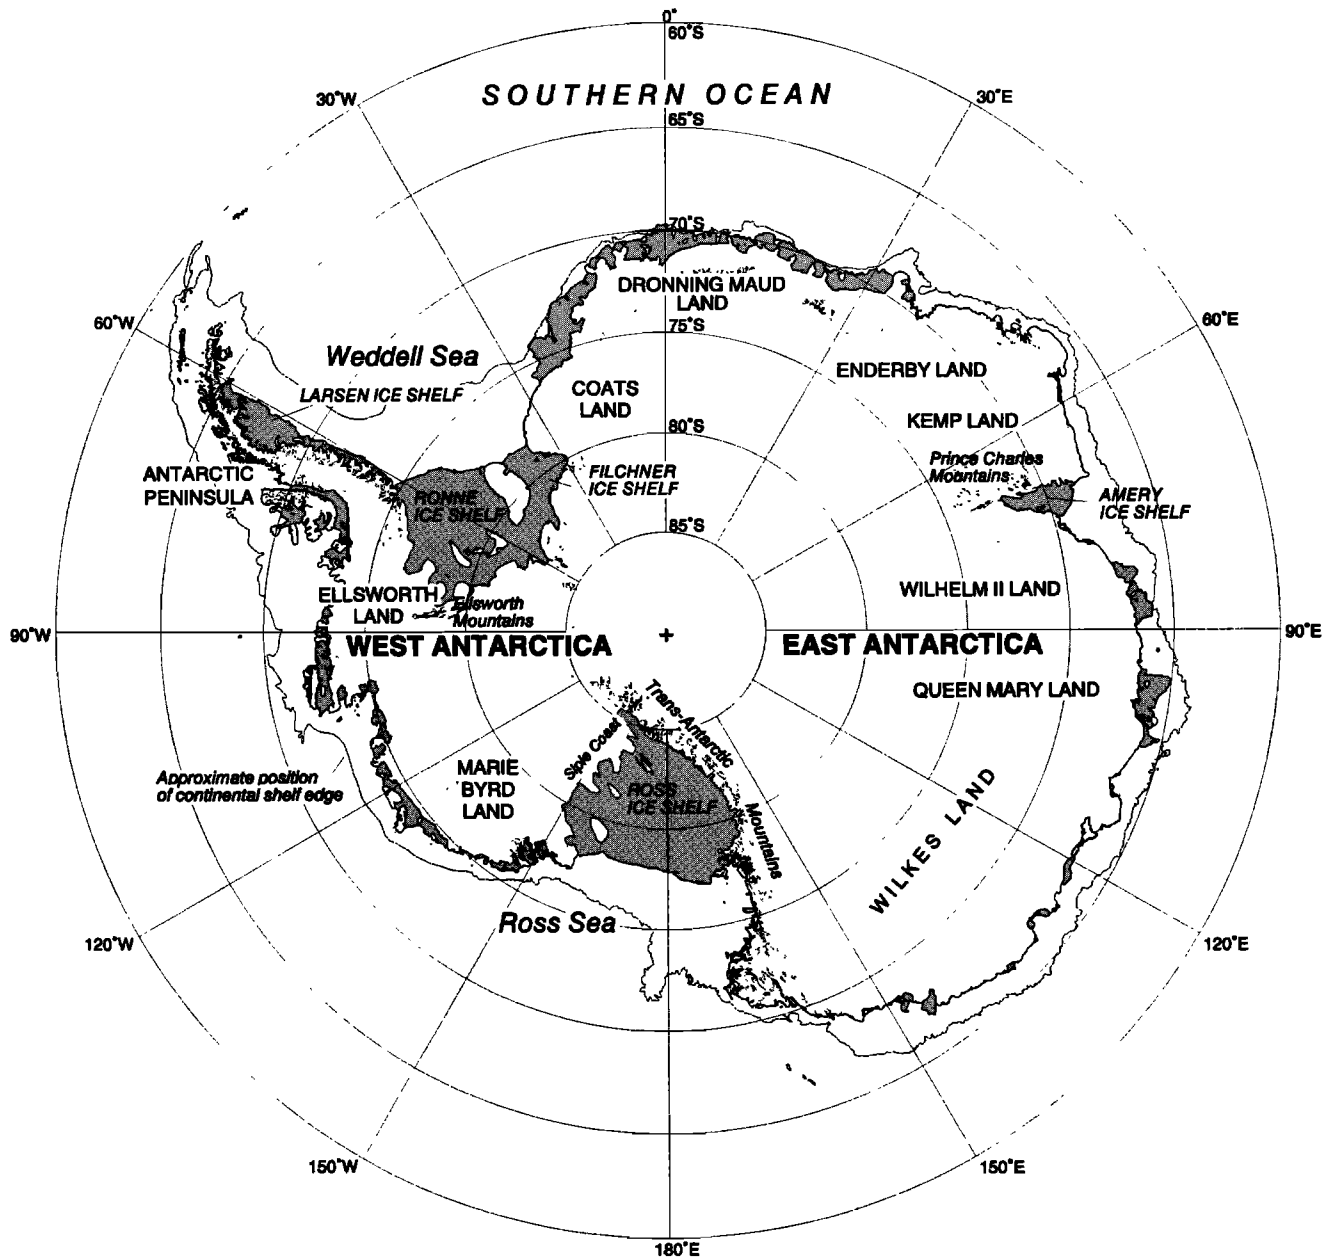 0°
60°S
30°W
SOUTHERN OCEAN
30°E
65°S
70°S
DRONNING MAUD
LAND
60°W
75°S
60°E
Weddell Sea
LARSEN ICE SHELF
COATS
LAND
ENDERBY LAND
80°S
KEMP LAND
ANTARCTIC
PENINSULA
RONNE
ICE SHELF
FILCHNER
ICE SHELF
Prince Charles
Mountains
AMERY
ICE SHELF
85°S
ELLSWORTH
LAND
Ellsworth
Mountains
WILHELM II LAND
90°W
WEST ANTARCTICA
EAST ANTARCTICA
90°E
QUEEN MARY LAND
Trans-Antarctic
Mountains
Siple Coast
Approximate position
of continental shelf edge
MARIE
BYRD
LAND
ROSS
ICE SHELF
WILKES LAND
Ross Sea
120°W
120°E
150°W
150°E
180°E